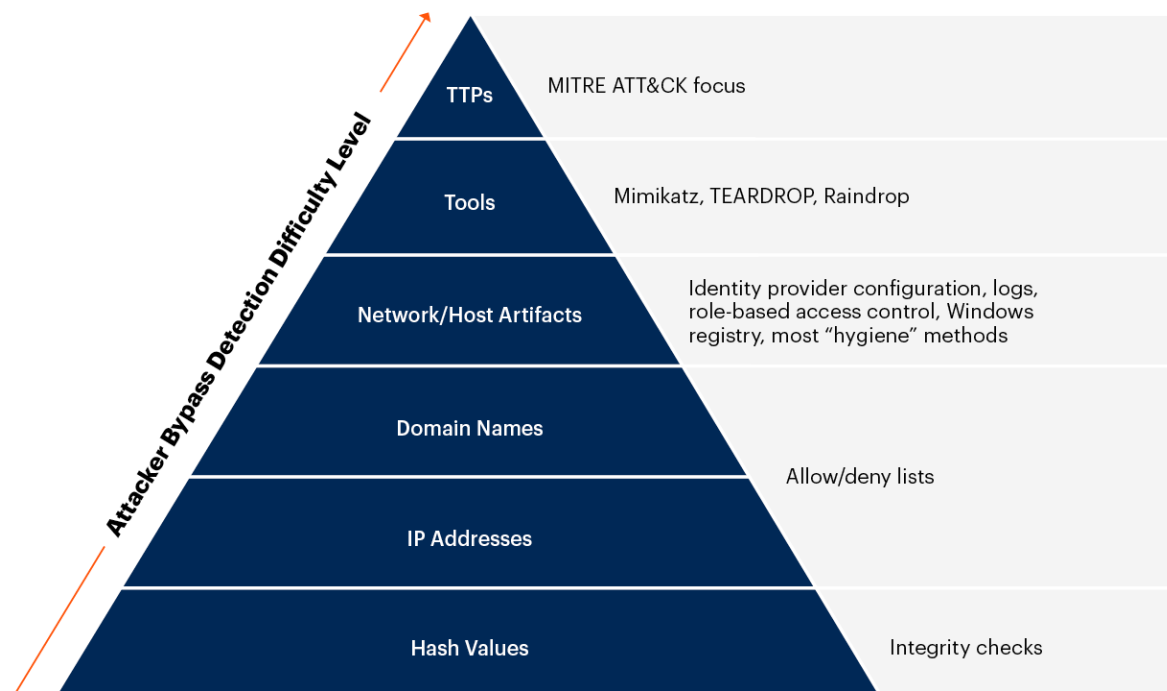 Attacker Bypass Detection Difficulty Level
TTPs
MITRE ATT&CK focus
Tools
Mimikatz, TEARDROP, Raindrop
Network/Host Artifacts
Identity provider configuration, logs,
role-based access control, Windows
registry, most “hygiene” methods
Domain Names
Allow/deny lists
IP Addresses
Hash Values
Integrity checks